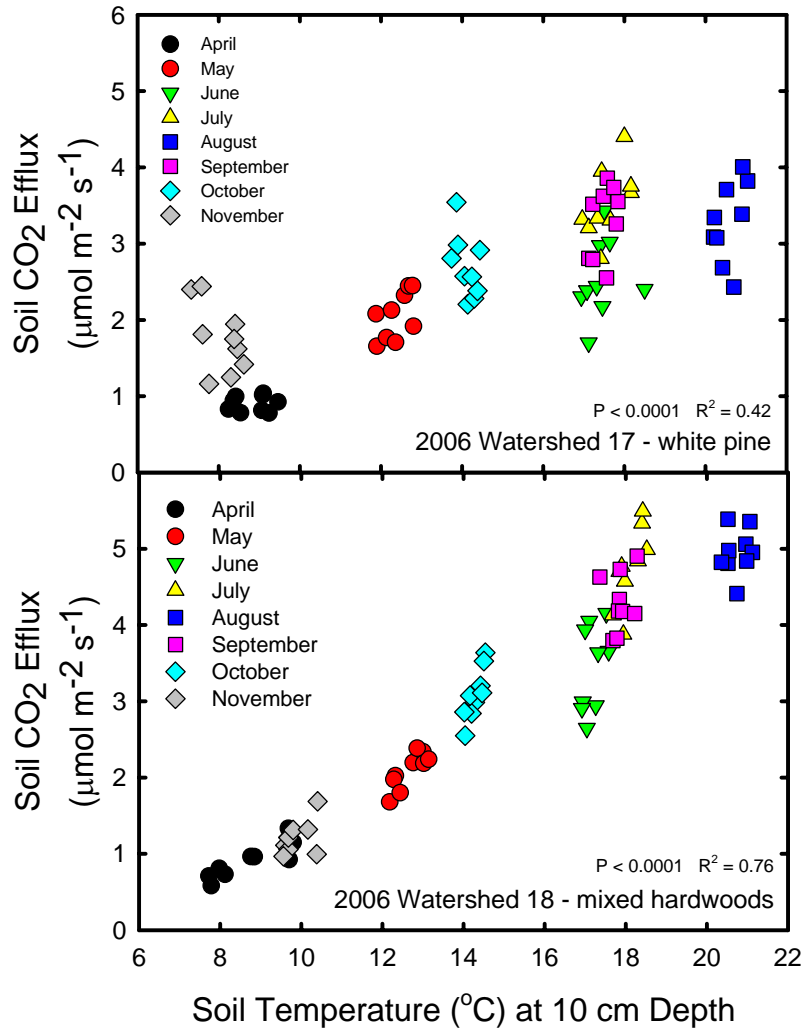 6
5
4
3
2
1
0
Soil CO2 Efflux
(μmol m-2 s-1)
April
May
June
July
August
September
October
November
P < 0.0001 R2 = 0.42
2006 Watershed 17 - white pine
5
4
3
2
1
0
Soil CO2 Efflux
(μmol m-2 s-1)
April
May
June
July
August
September
October
November
P < 0.0001 R2 = 0.76
2006 Watershed 18 - mixed hardwoods
6 8 10 12 14 16 18 20 22
Soil Temperature (oC) at 10 cm Depth